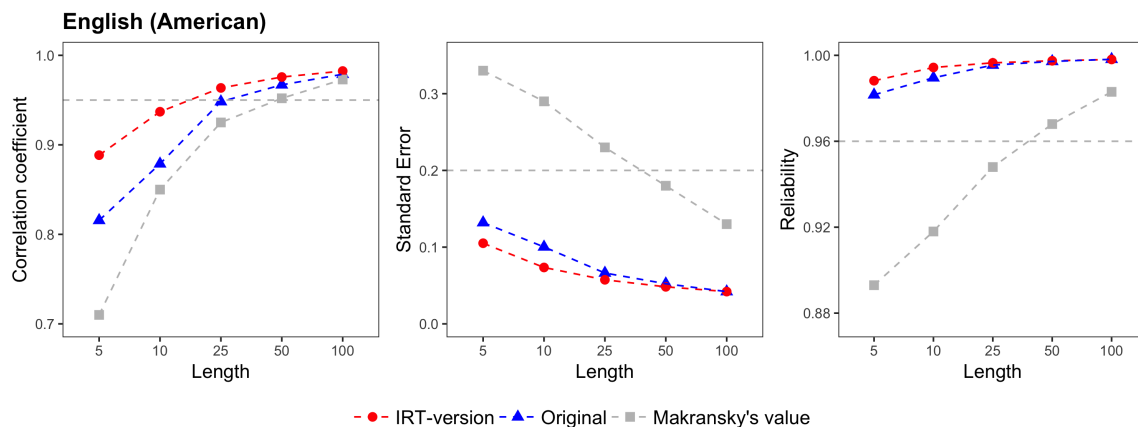 English (American)
Correlation coefficient
1.0
0.9
0.8
0.7
5 10 25 50 100
Length
Standard Error
0.3
0.2
0.1
0.0
5 10 25 50 100
Length
Reliability
1.00
0.96
0.92
0.88
5 10 25 50 100
Length
IRT-version Original Makransky's value